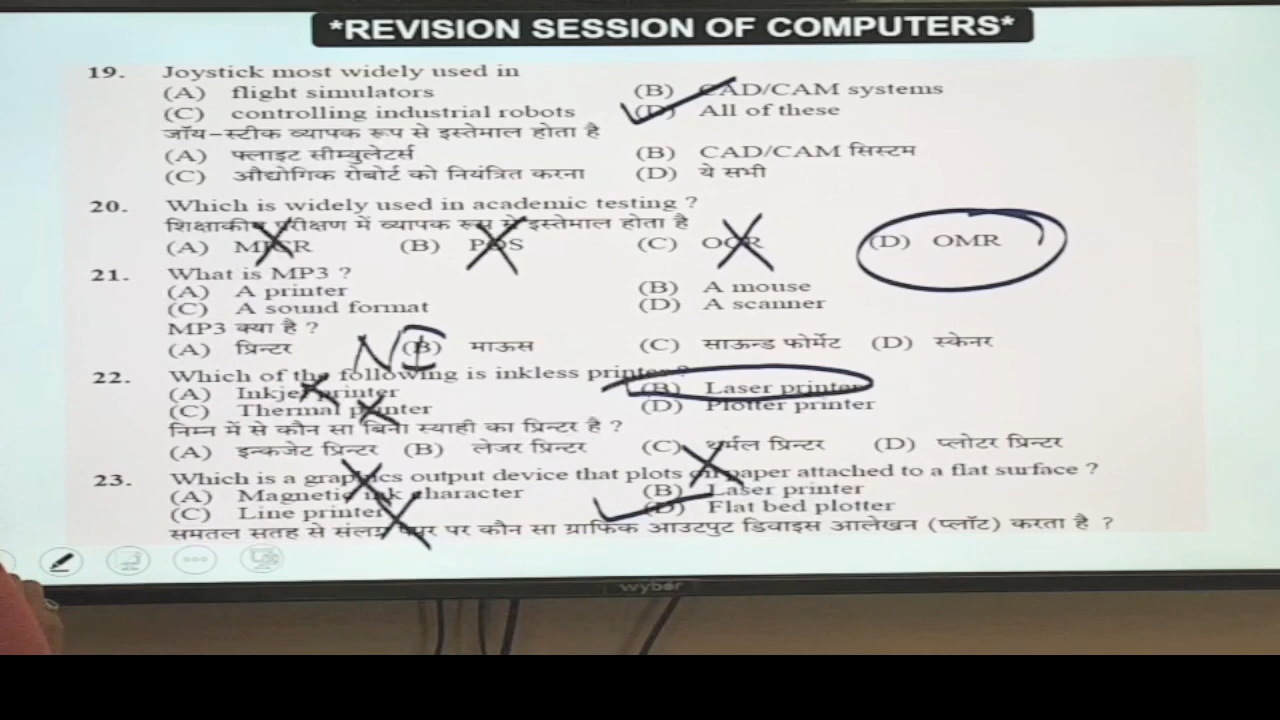 *REVISION SESSION OF COMPUTERS*
19. Joystick most widely used in
(A) flight simulators (B) CAD/CAM systems
(C) controlling industrial robots (D) All of these
जॉय-स्टीक व्यापक रूप से इस्तेमाल होता है
(A) फ्लाइट सीम्युलेटर्स (B) CAD/CAM सिस्टम
(C) औद्योगिक रोबोर्ट को नियंत्रित करना (D) ये सभी
20. Which is widely used in academic testing ?
शिक्षाकीय परीक्षण में व्यापक रूप से इस्तेमाल होता है
(A) MICR (B) POS (C) OCR (D) OMR
21. What is MP3 ?
(A) A printer (B) A mouse
(C) A sound format (D) A scanner
MP3 क्या है ?
(A) प्रिन्टर (B) माऊस (C) साऊन्ड फोर्मेट (D) स्केनर
NI
22. Which of the following is inkless printer ?
(A) Inkjet printer (B) Laser printer
(C) Thermal printer (D) Plotter printer
निम्न में से कौन सा बिना स्याही का प्रिन्टर है ?
(A) इन्कजेट प्रिन्टर (B) लेजर प्रिन्टर (C) थर्मल प्रिन्टर (D) प्लोटर प्रिन्टर
23. Which is a graphics output device that plots on paper attached to a flat surface ?
(A) Magnetic ink character (B) Laser printer
(C) Line printer (D) Flat bed plotter
समतल सतह से संलग्न पेपर पर कौन सा ग्राफिक आउटपुट डिवाइस आलेखन (प्लॉट) करता है ?
wyber